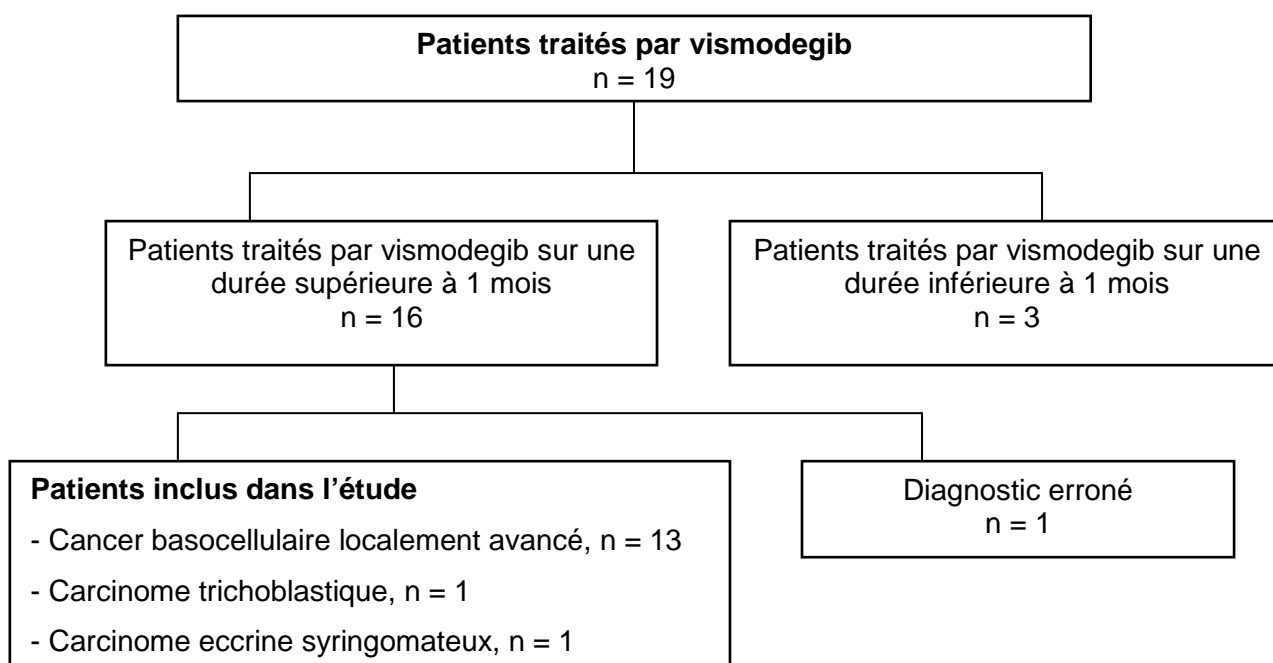 Patients traités par vismodegib
n = 19
Patients traités par vismodegib sur une
durée supérieure à 1 mois
n = 16
Patients traités par vismodegib sur une
durée inférieure à 1 mois
n = 3
Patients inclus dans l’étude
- Cancer basocellulaire localement avancé, n = 13
- Carcinome trichoblastique, n = 1
- Carcinome eccrine syringomateux, n = 1
Diagnostic erroné
n = 1